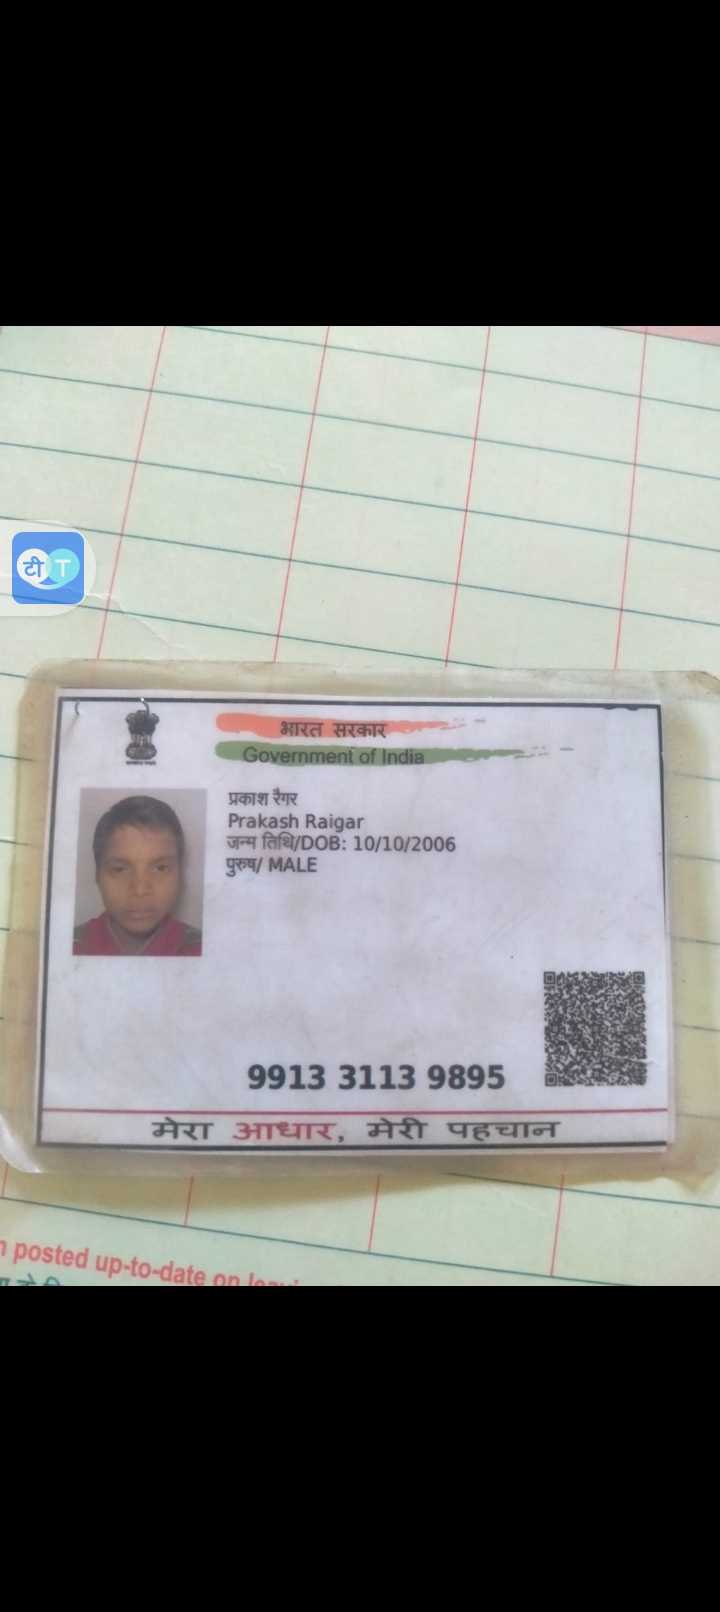 टी T
भारत सरकार
Government of India
प्रकाश रैगर
Prakash Raigar
जन्म तिथि/DOB: 10/10/2006
पुरुष/ MALE
9913 3113 9895
मेरा आधार, मेरी पहचान
posted up-to-date on